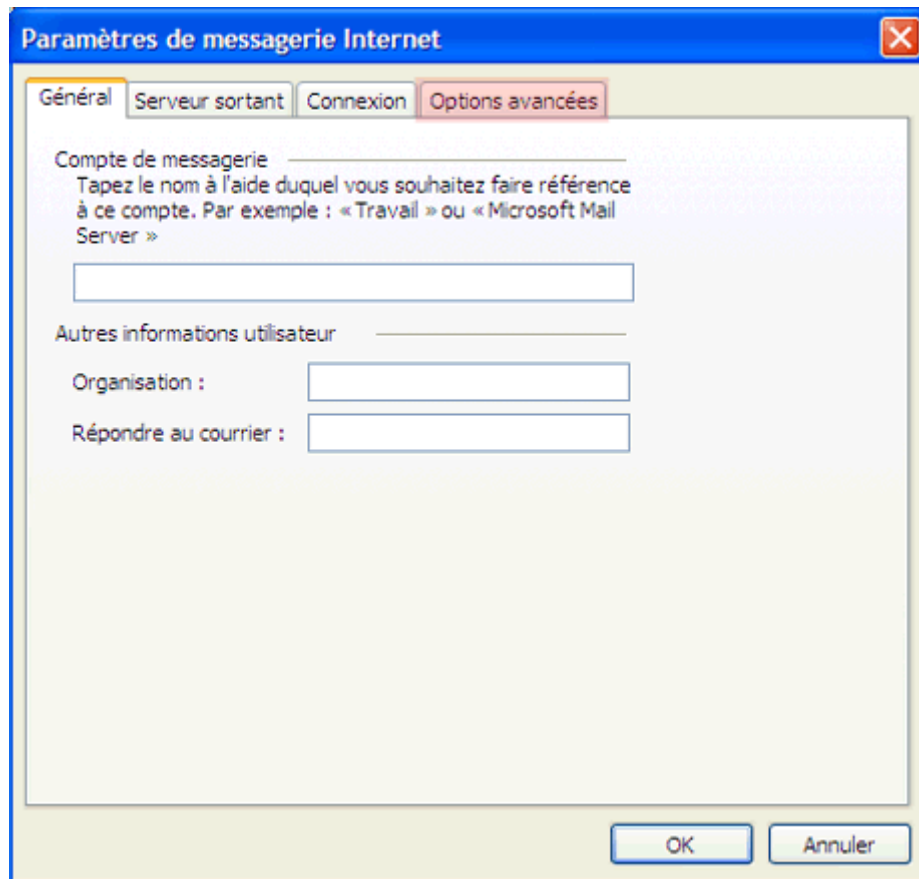 Paramètres de messagerie Internet
Général Serveur sortant Connexion Options avancées
Compte de messagerie
Tapez le nom à l'aide duquel vous souhaitez faire référence
à ce compte. Par exemple : « Travail » ou « Microsoft Mail
Server »
Autres informations utilisateur
Organisation :
Répondre au courrier :
OK Annuler